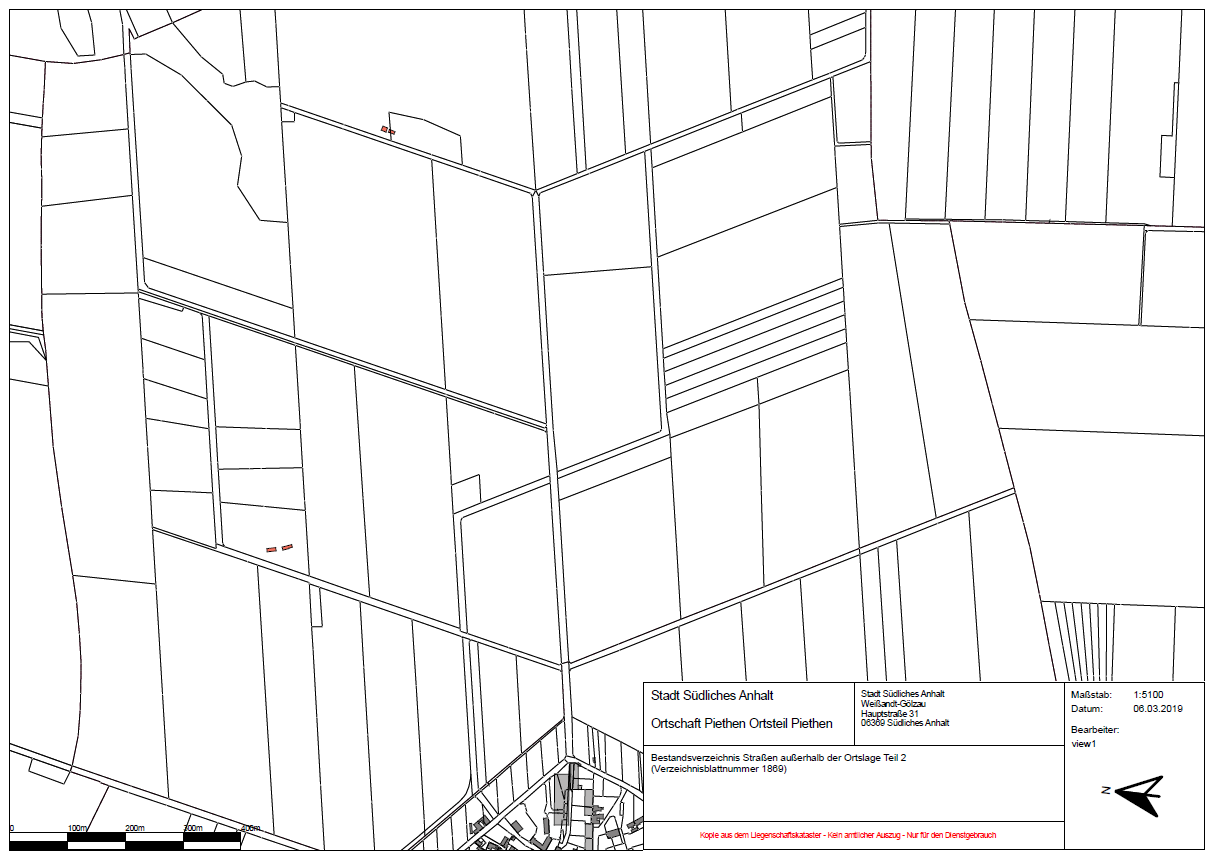 Stadt Südliches Anhalt
Ortschaft Piethen Ortsteil Piethen
Stadt Südliches Anhalt
Weißandt-Gölzau
Hauptstraße 31
06369 Südliches Anhalt
Maßstab: 1:5100
Datum: 06.03.2019
Bearbeiter:
view1
Bestandsverzeichnis Straßen außerhalb der Ortslage Teil 2
(Verzeichnisblattnummer 1869)
N
Kopie aus dem Liegenschaftskataster - Kein amtlicher Auszug - Nur für den Dienstgebrauch
0 100m 200m 300m 400m